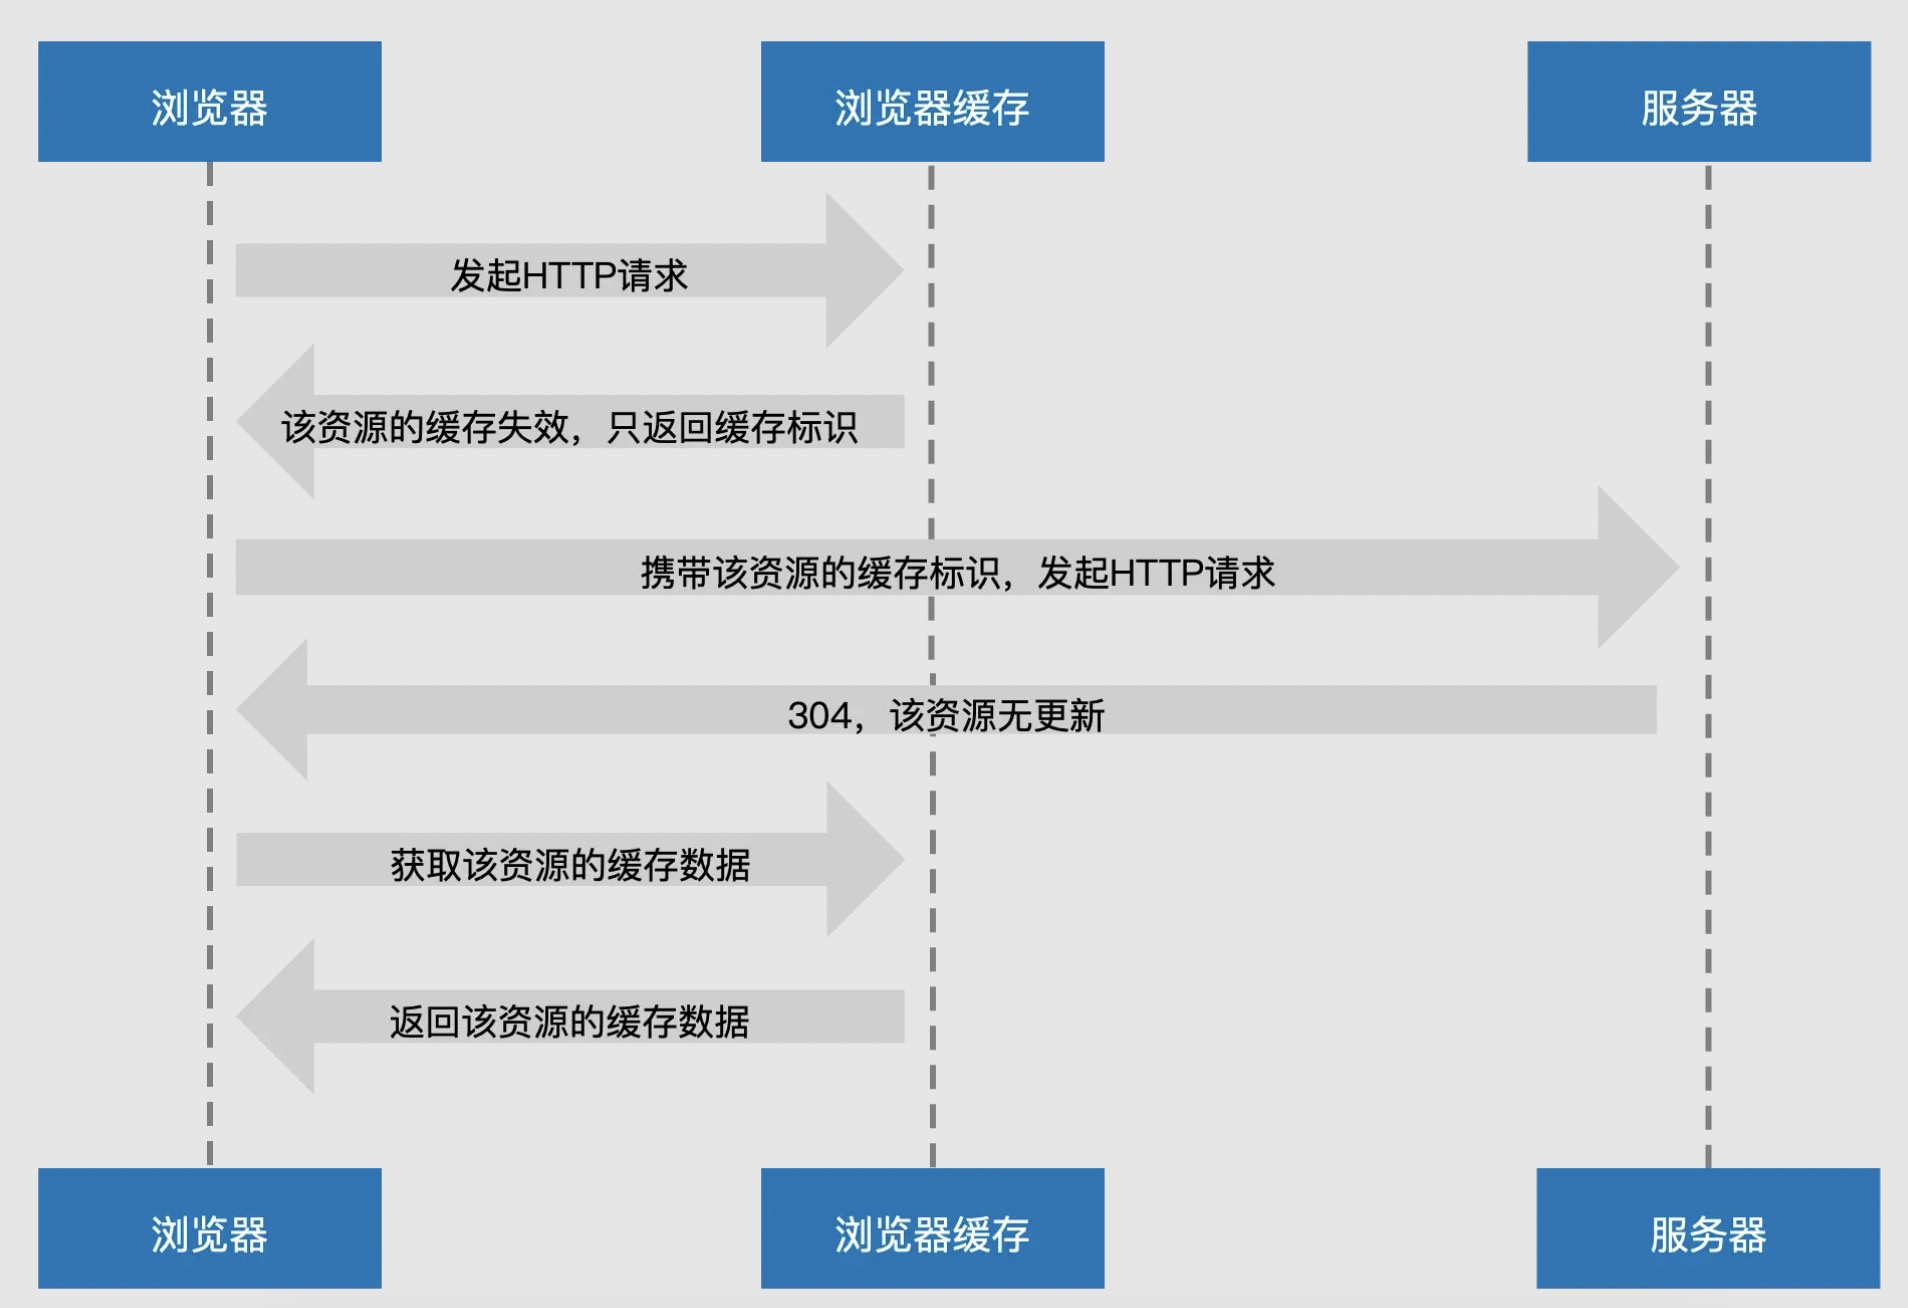 浏览器
浏览器缓存
服务器
发起HTTP请求
该资源的缓存失效，只返回缓存标识
携带该资源的缓存标识，发起HTTP请求
304，该资源无更新
获取该资源的缓存数据
返回该资源的缓存数据
浏览器
浏览器缓存
服务器